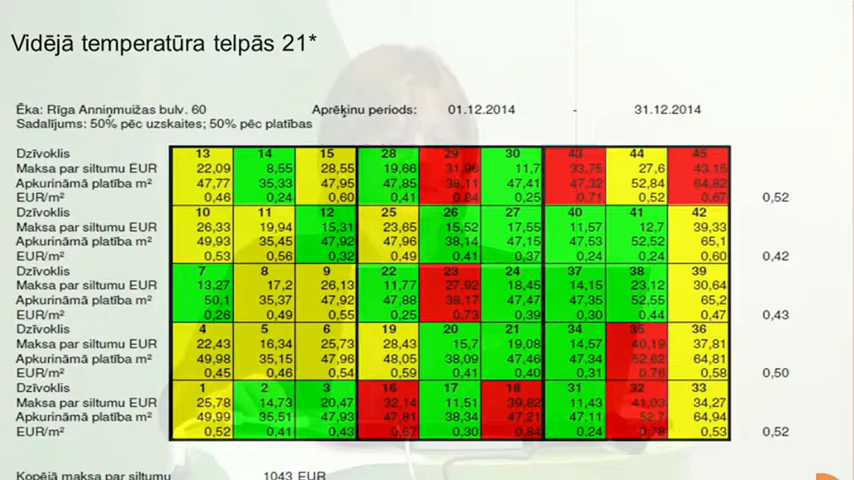 Vidējā temperatūra telpās 21*
Ēka: Rīga Anniņmuižas bulv. 60 Aprēķinu periods: 01.12.2014 - 31.12.2014
Sadalījums: 50% pēc uzskaites; 50% pēc platības
Dzīvoklis 13 14 15 28 29 30 43 44 45
Maksa par siltumu EUR 22,09 8,55 28,55 19,66 31,96 11,7 33,75 27,6 43,15
Apkurināmā platība m² 47,77 35,33 47,95 47,85 38,11 47,41 47,32 52,84 64,82
EUR/m² 0,46 0,24 0,60 0,41 0,84 0,25 0,71 0,52 0,67 0,52
Dzīvoklis 10 11 12 25 26 27 40 41 42
Maksa par siltumu EUR 26,33 19,94 15,31 23,65 15,52 17,55 11,57 12,7 39,33
Apkurināmā platība m² 49,93 35,45 47,92 47,96 38,14 47,15 47,53 52,52 65,1
EUR/m² 0,53 0,56 0,32 0,49 0,41 0,37 0,24 0,24 0,60 0,42
Dzīvoklis 7 8 9 22 23 24 37 38 39
Maksa par siltumu EUR 13,27 17,2 26,13 11,77 27,92 18,45 14,15 23,12 30,64
Apkurināmā platība m² 50,1 35,37 47,92 47,88 38,17 47,47 47,35 52,55 65,2
EUR/m² 0,26 0,49 0,55 0,25 0,73 0,39 0,30 0,44 0,47 0,43
Dzīvoklis 4 5 6 19 20 21 34 35 36
Maksa par siltumu EUR 22,43 16,34 25,73 28,43 15,7 19,08 14,57 40,19 37,81
Apkurināmā platība m² 49,98 35,15 47,96 48,05 38,09 47,46 47,34 52,62 64,81
EUR/m² 0,45 0,46 0,54 0,59 0,41 0,40 0,31 0,76 0,58 0,50
Dzīvoklis 1 2 3 16 17 18 31 32 33
Maksa par siltumu EUR 25,78 14,73 20,47 32,14 11,51 39,82 11,43 41,03 34,27
Apkurināmā platība m² 49,99 35,51 47,93 47,81 38,34 47,21 47,11 52,7 64,94
EUR/m² 0,52 0,41 0,43 0,67 0,30 0,84 0,24 0,78 0,53 0,52
Kopējā maksa par siltumu 1043 EUR